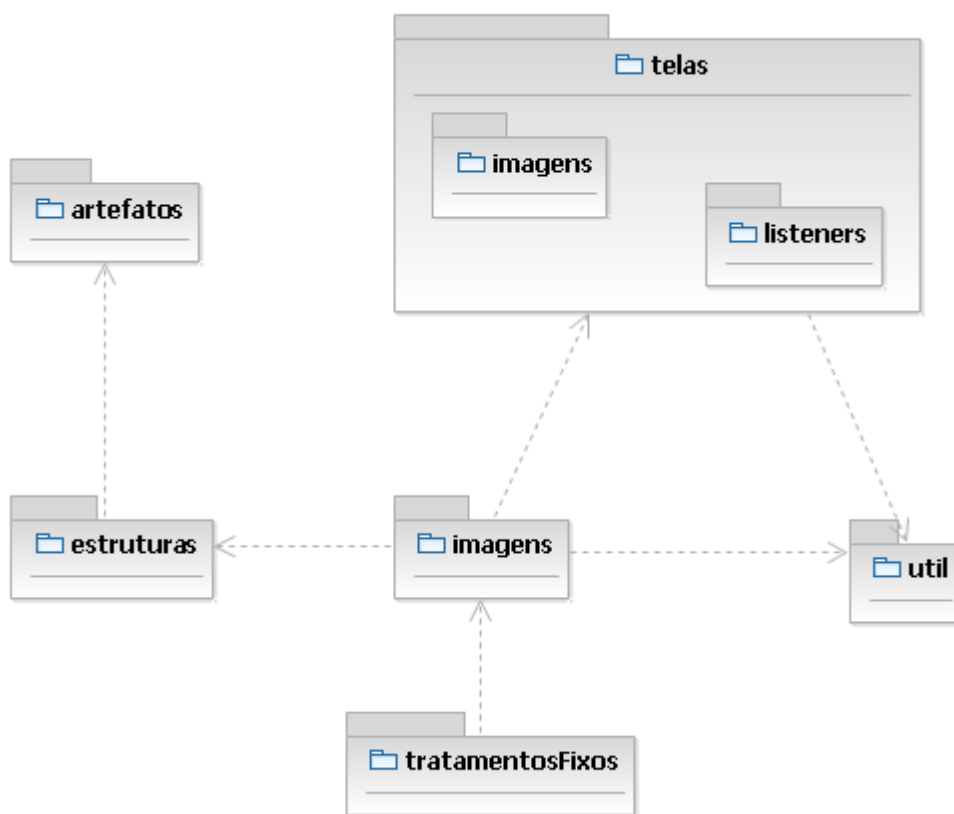 telas
imagens
artefatos
listeners
estruturas
imagens
util
tratamentosFixos